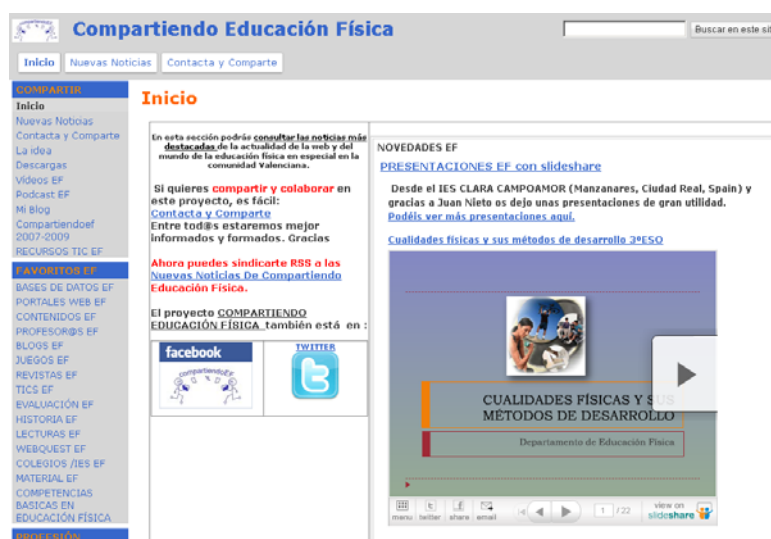 Compartiendo Educación Física
Buscar en este sit
Inicio
Nuevas Noticias
Contacta y Comparte
COMPARTIR
Inicio
Nuevas Noticias
Contacta y Comparte
La idea
Descargas
Vídeos EF
Podcast EF
Mi Blog
Compartiendoef
2007-2009
RECURSOS TIC EF
FAVORITOS EF
BASES DE DATOS EF
PORTALES WEB EF
CONTENIDOS EF
PROFESOR@S EF
BLOGS EF
JUEGOS EF
REVISTAS EF
TICS EF
EVALUACIÓN EF
HISTORIA EF
LECTURAS EF
WEBQUEST EF
COLEGIOS /IES EF
MATERIAL EF
COMPETENCIAS
BASICAS EN
EDUCACIÓN FÍSICA
PROFESIÓN
Inicio
En esta sección podrás consultar las noticias más
destacadas de la actualidad de la web y del
mundo de la educación física en especial en la
comunidad Valenciana.
Si quieres compartir y colaborar en
este proyecto, es fácil:
Contacta y Comparte
Entre tod@s estaremos mejor
informados y formados. Gracias
Ahora puedes sindicarte RSS a las
Nuevas Noticias De Compartiendo
Educación Física.
El proyecto COMPARTIENDO
EDUCACIÓN FÍSICA también está en :
facebook
compartiendoEF
TWITTER
t
NOVEDADES EF
PRESENTACIONES EF con slideshare
Desde el IES CLARA CAMPOAMOR (Manzanares, Ciudad Real, Spain) y
gracias a Juan Nieto os dejo unas presentaciones de gran utilidad.
Podéis ver más presentaciones aquí.
Cualidades físicas y sus métodos de desarrollo 3ºESO
CUALIDADES FÍSICAS Y SUS
MÉTODOS DE DESARROLLO
Departamento de Educación Física
menu
twitter
share
email
1 /22
view on
slideshare